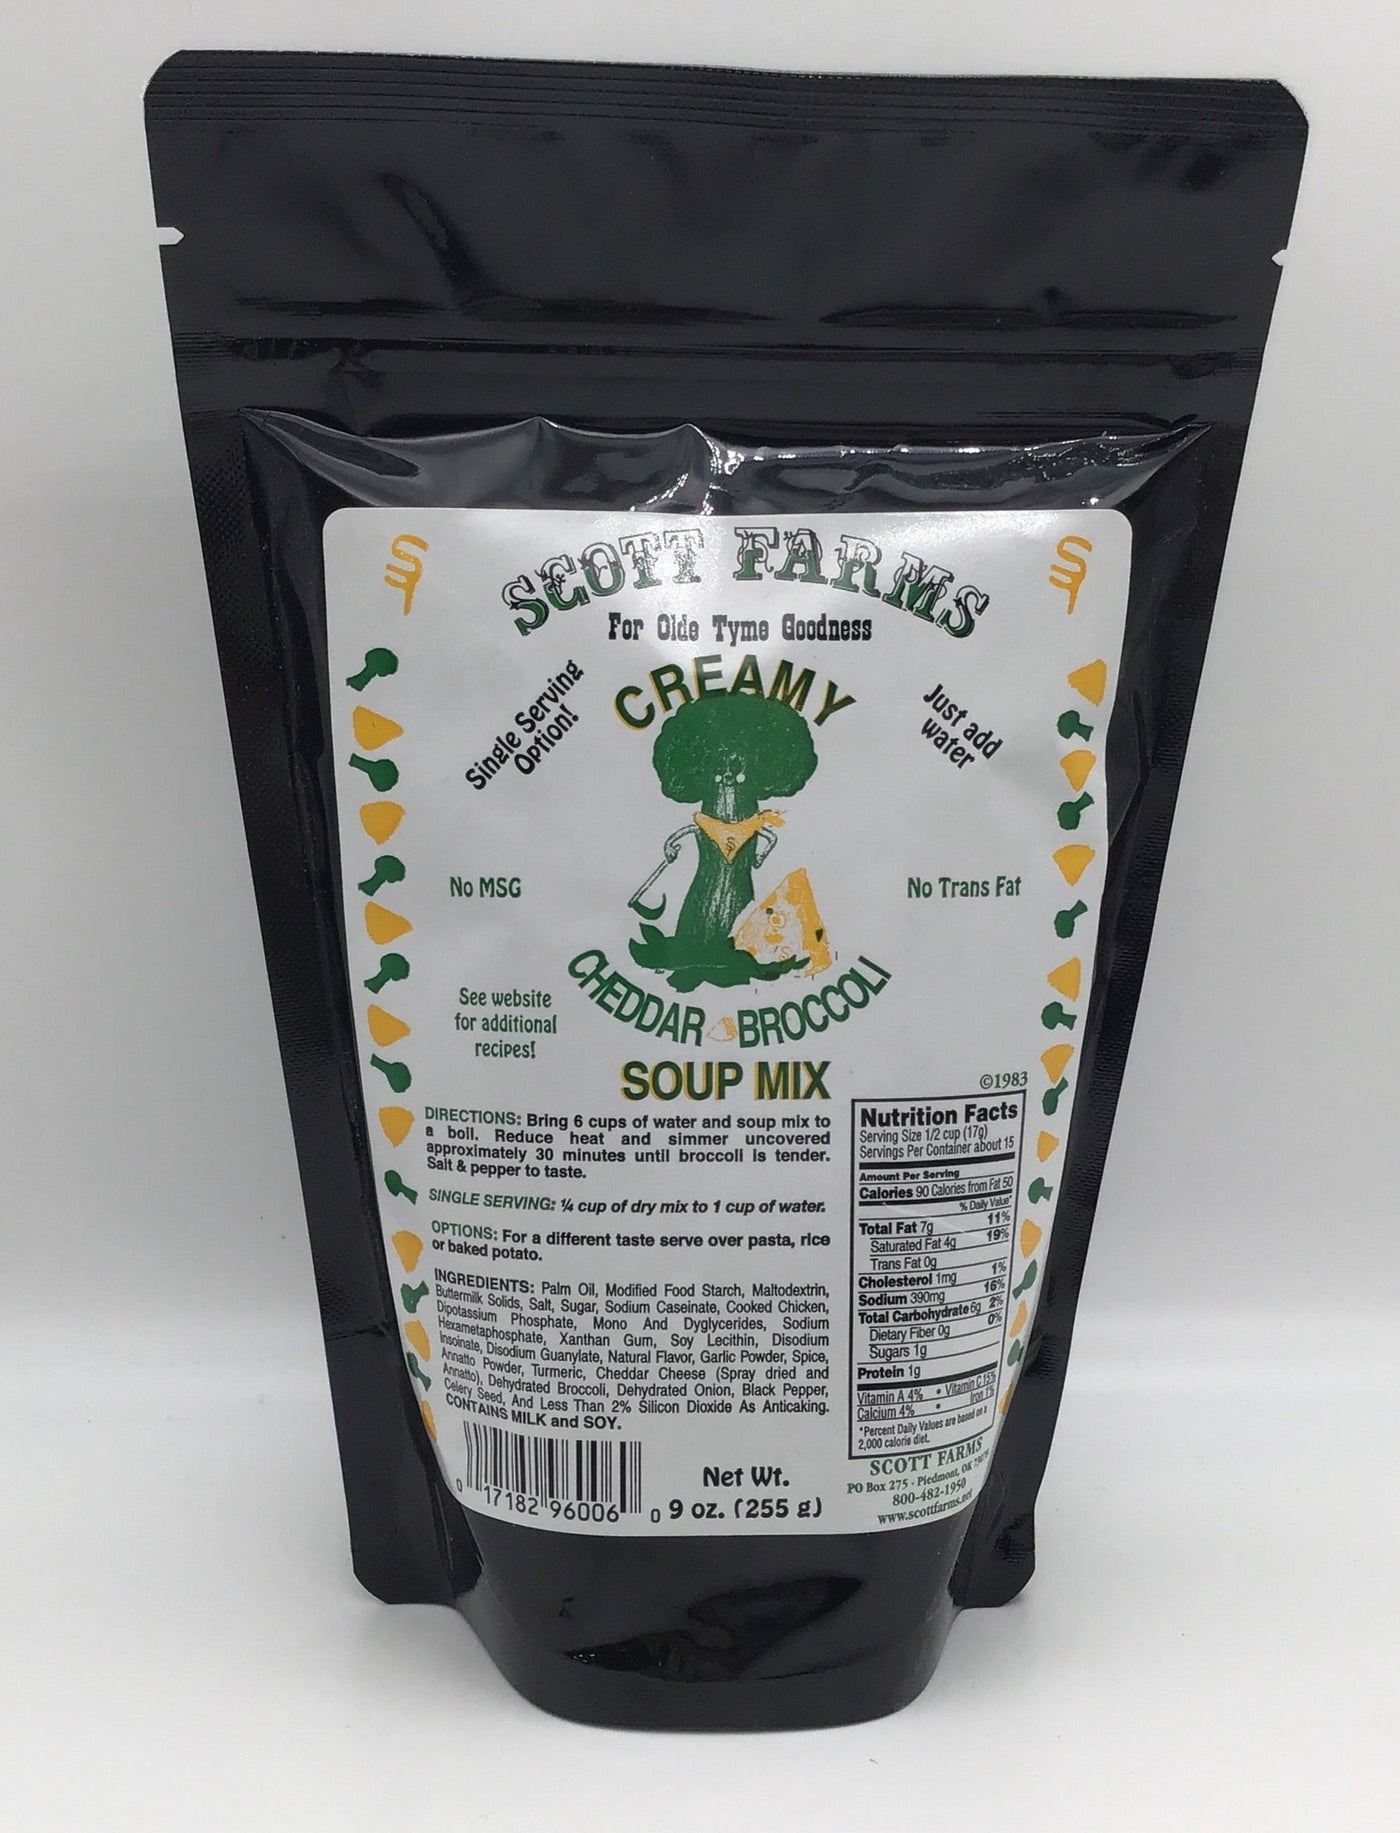 SCOTT FARMS
For Olde Tyme Goodness
Single Serving
Option!
CREAMY
Just add
water
No MSG
No Trans Fat
See website
for additional
recipes!
CHEDDAR BROCCOLI
SOUP MIX
©1983
DIRECTIONS: Bring 6 cups of water and soup mix to
a boil. Reduce heat and simmer uncovered
approximately 30 minutes until broccoli is tender.
Salt & pepper to taste.
SINGLE SERVING: ¼ cup of dry mix to 1 cup of water.
OPTIONS: For a different taste serve over pasta, rice
or baked potato.
INGREDIENTS: Palm Oil, Modified Food Starch, Maltodextrin,
Buttermilk Solids, Salt, Sugar, Sodium Caseinate, Cooked Chicken,
Dipotassium Phosphate, Mono And Dyglycerides, Sodium
Hexametaphosphate, Xanthan Gum, Soy Lecithin, Disodium
Insoinate, Disodium Guanylate, Natural Flavor, Garlic Powder, Spice,
Annatto Powder, Turmeric, Cheddar Cheese (Spray dried and
Annatto), Dehydrated Broccoli, Dehydrated Onion, Black Pepper,
Celery Seed, And Less Than 2% Silicon Dioxide As Anticaking.
CONTAINS MILK and SOY.
Nutrition Facts
Serving Size 1/2 cup (17g)
Servings Per Container about 15
Amount Per Serving
Calories 90 Calories from Fat 50
% Daily Value*
Total Fat 7g 11%
Saturated Fat 4g 19%
Trans Fat 0g
Cholesterol 1mg 1%
Sodium 390mg 16%
Total Carbohydrate 6g 2%
Dietary Fiber 0g 0%
Sugars 1g
Protein 1g
Vitamin A 4% • Vitamin C 15%
Calcium 4% • Iron 1%
*Percent Daily Values are based on a
2,000 calorie diet.
0 17182 96006 0
Net Wt.
9 oz. (255 g)
SCOTT FARMS
PO Box 275 - Piedmont, OK
800-482-1950
www.scottfarms.net